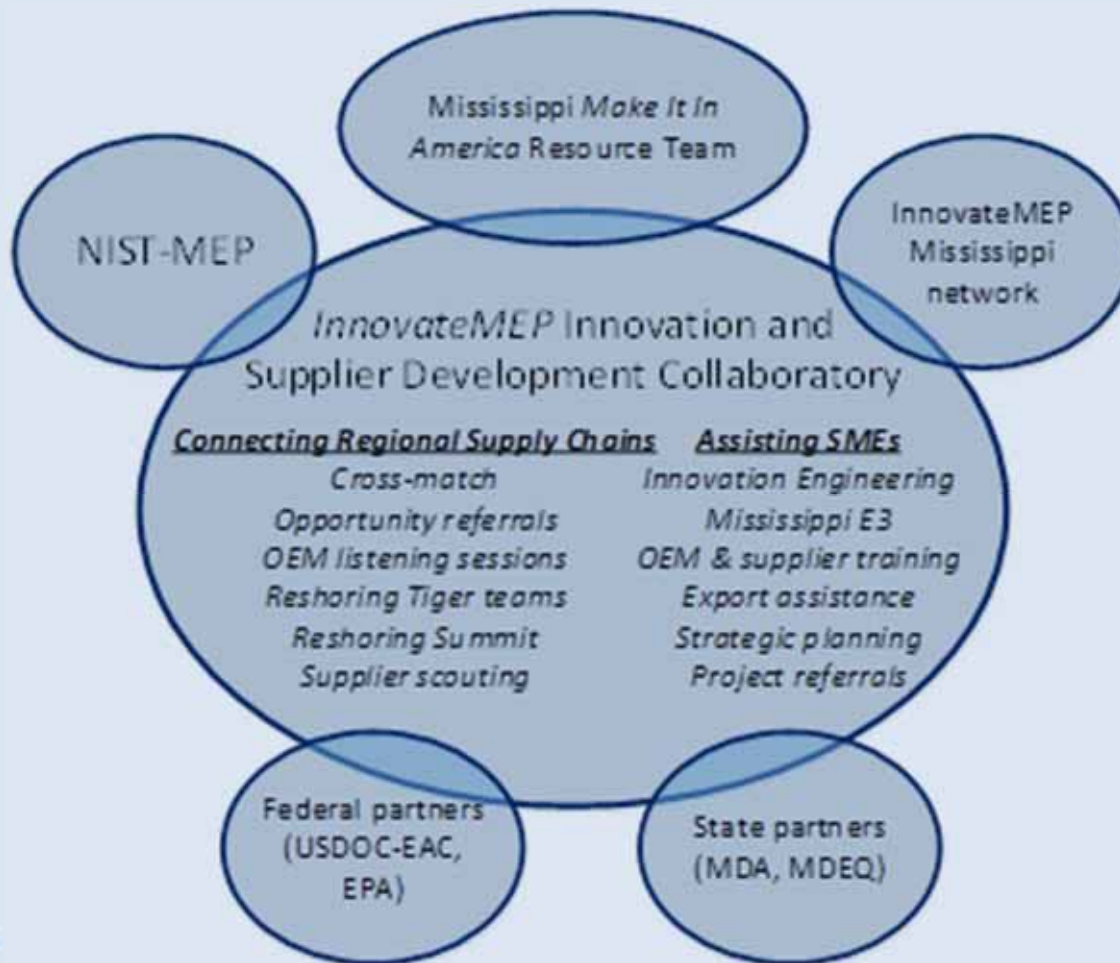 Mississippi Make It In
America Resource Team
NIST-MEP
InnovateMEP
Mississippi
network
InnovateMEP Innovation and
Supplier Development Collaboratory
Connecting Regional Supply Chains
Cross-match
Opportunity referrals
OEM listening sessions
Reshoring Tiger teams
Reshoring Summit
Supplier scouting
Assisting SMEs
Innovation Engineering
Mississippi E3
OEM & supplier training
Export assistance
Strategic planning
Project referrals
Federal partners
(USDOC-EAC,
EPA)
State partners
(MDA, MDEQ)